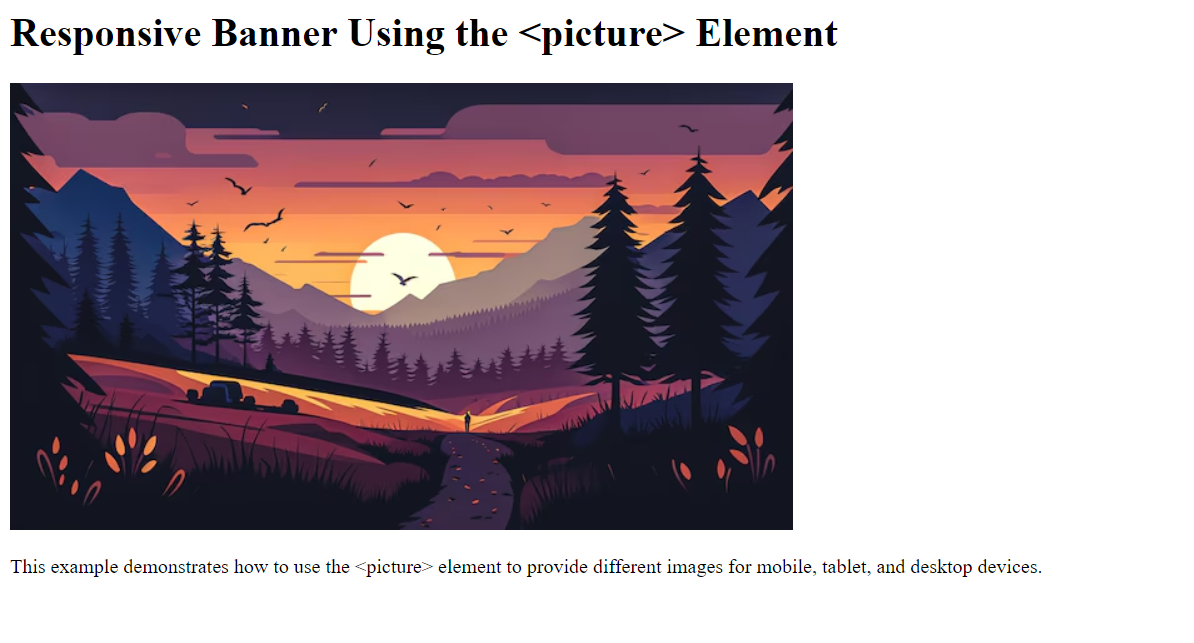 Responsive Banner Using the <picture> Element
This example demonstrates how to use the <picture> element to provide different images for mobile, tablet, and desktop devices.